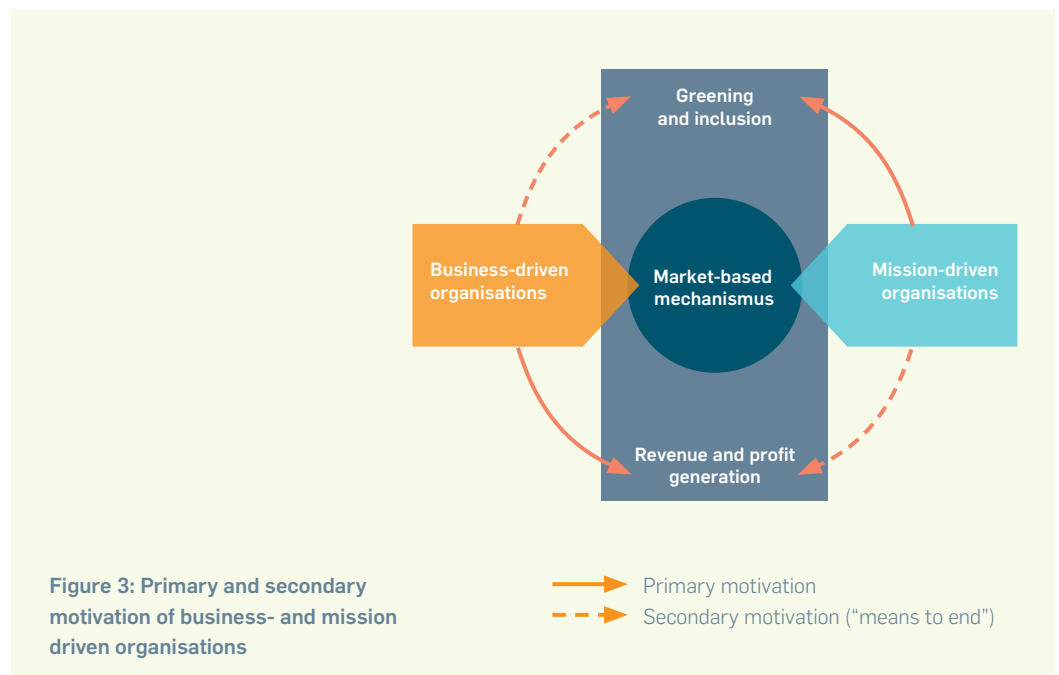 Greening
and inclusion
Business-driven
organisations
Market-based
mechanismus
Mission-driven
organisations
Revenue and profit
generation
Figure 3: Primary and secondary
motivation of business- and mission
driven organisations
Primary motivation
Secondary motivation (“means to end”)